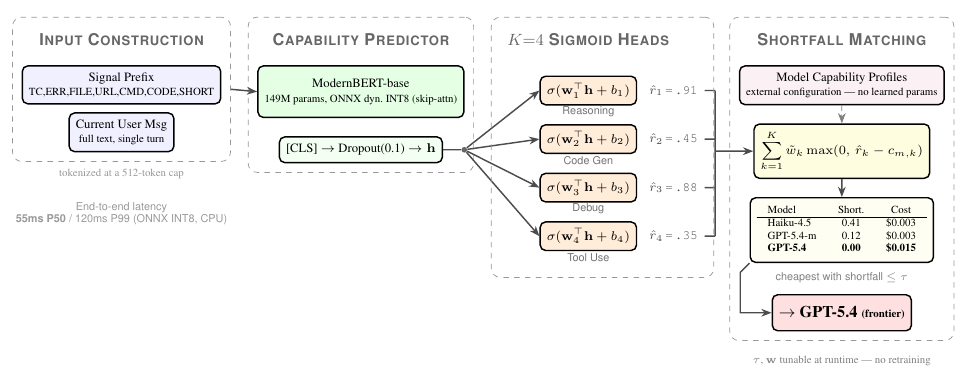 INPUT CONSTRUCTION
Signal Prefix
TC,ERR,FILE,URL,CMD,CODE,SHORT
Current User Msg
full text, single turn
tokenized at a 512-token cap
End-to-end latency
55ms P50 / 120ms P99 (ONNX INT8, CPU)
CAPABILITY PREDICTOR
ModernBERT-base
149M params, ONNX dyn. INT8 (skip-attn)
[CLS] → Dropout(0.1) → h
K=4 SIGMOID HEADS
σ(w₁ᵀh + b₁) r̂₁ = .91
Reasoning
σ(w₂ᵀh + b₂) r̂₂ = .45
Code Gen
σ(w₃ᵀh + b₃) r̂₃ = .88
Debug
σ(w₄ᵀh + b₄) r̂₄ = .35
Tool Use
SHORTFALL MATCHING
Model Capability Profiles
external configuration — no learned params
∑_{k=1}^{K} w̃ₖ max(0, r̂ₖ − c_{m,k})
Model Short. Cost
Haiku-4.5 0.41 $0.003
GPT-5.4-m 0.12 $0.003
GPT-5.4 0.00 $0.015
cheapest with shortfall ≤ τ
→ GPT-5.4 (frontier)
τ, w tunable at runtime — no retraining